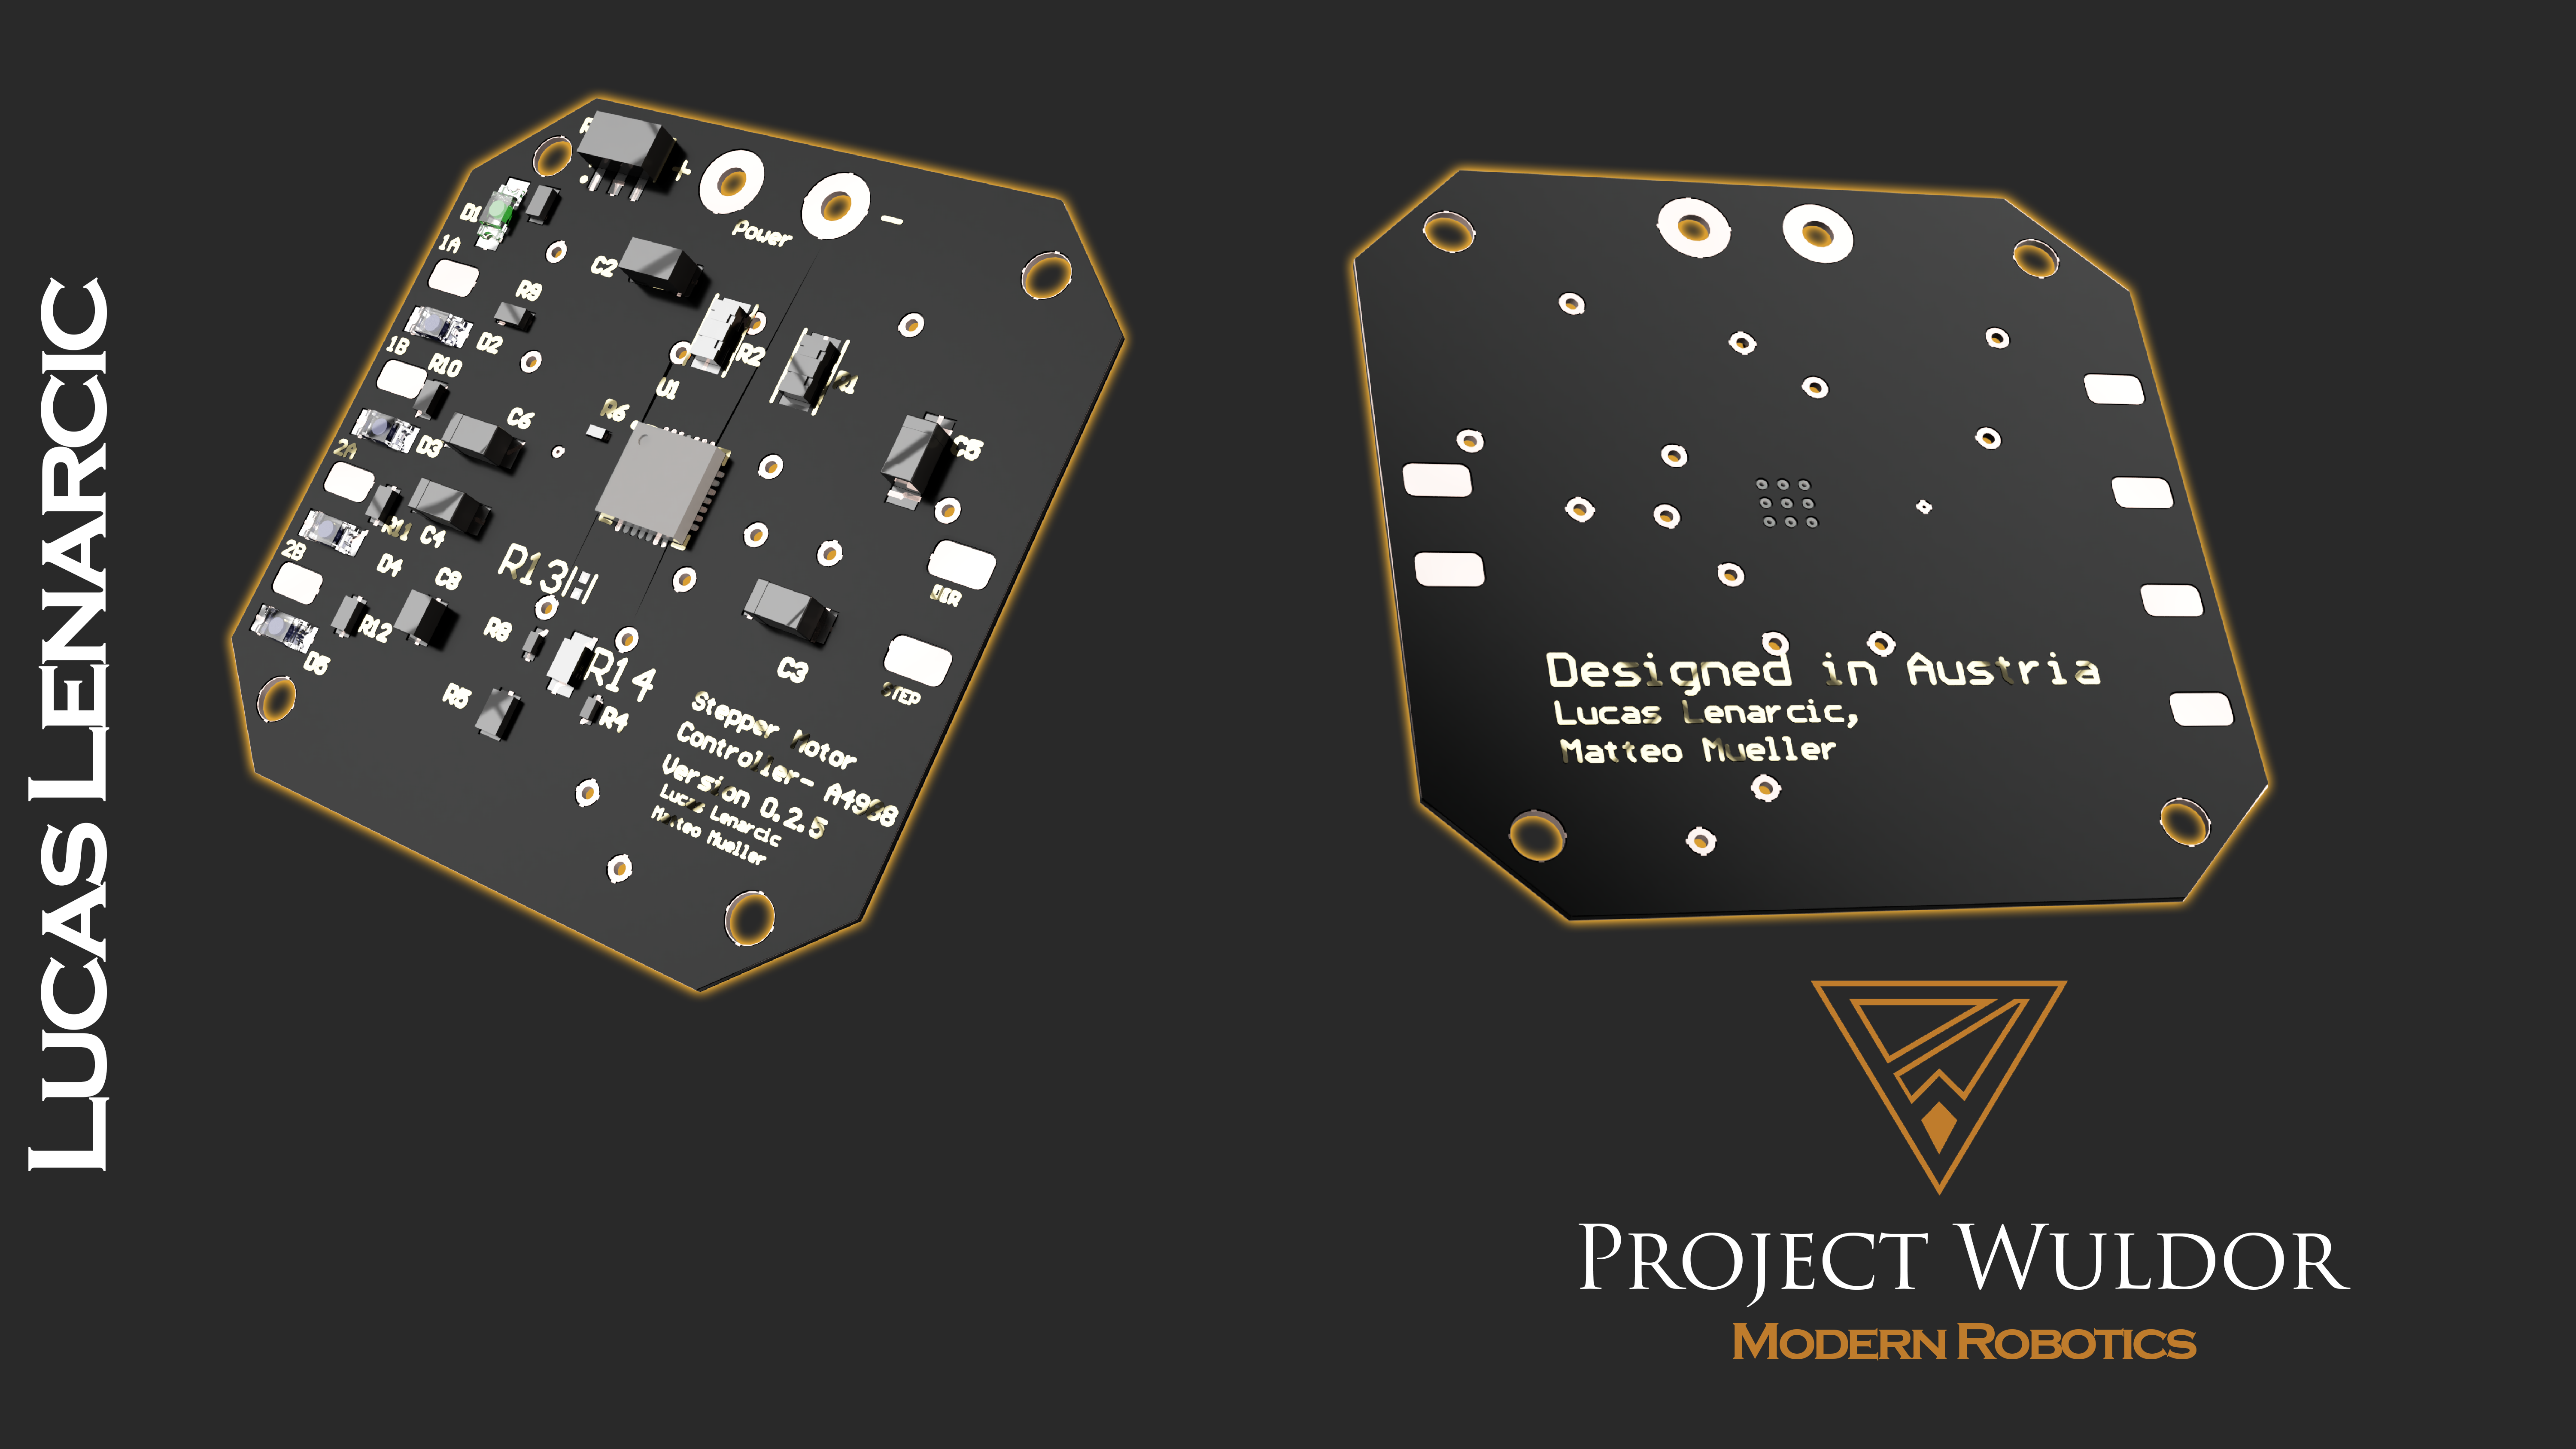 LUCAS LENARCIC
+
-
Power
D1
1A
C2
R9
D2
1B
R10
R2
U1
C6
R6
D3
2A
C5
R11
C4
2B
D4
C8
R13
R12
D5
R8
R14
R5
R4
C3
DIR
STEP
Stepper Motor
Controller- A4988
Version 0.2.5
Lucas Lenarcic
Matteo Mueller
Designed in Austria
Lucas Lenarcic,
Matteo Mueller
PROJECT WULDOR
MODERN ROBOTICS